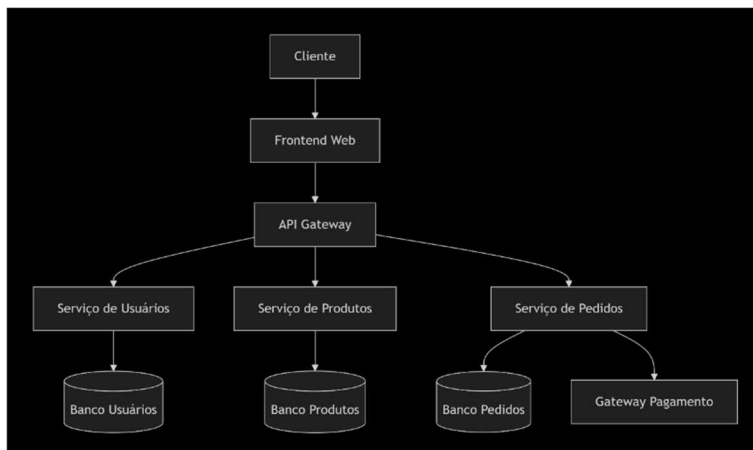 Cliente
Frontend Web
API Gateway
Serviço de Usuários
Serviço de Produtos
Serviço de Pedidos
Banco Usuários
Banco Produtos
Banco Pedidos
Gateway Pagamento